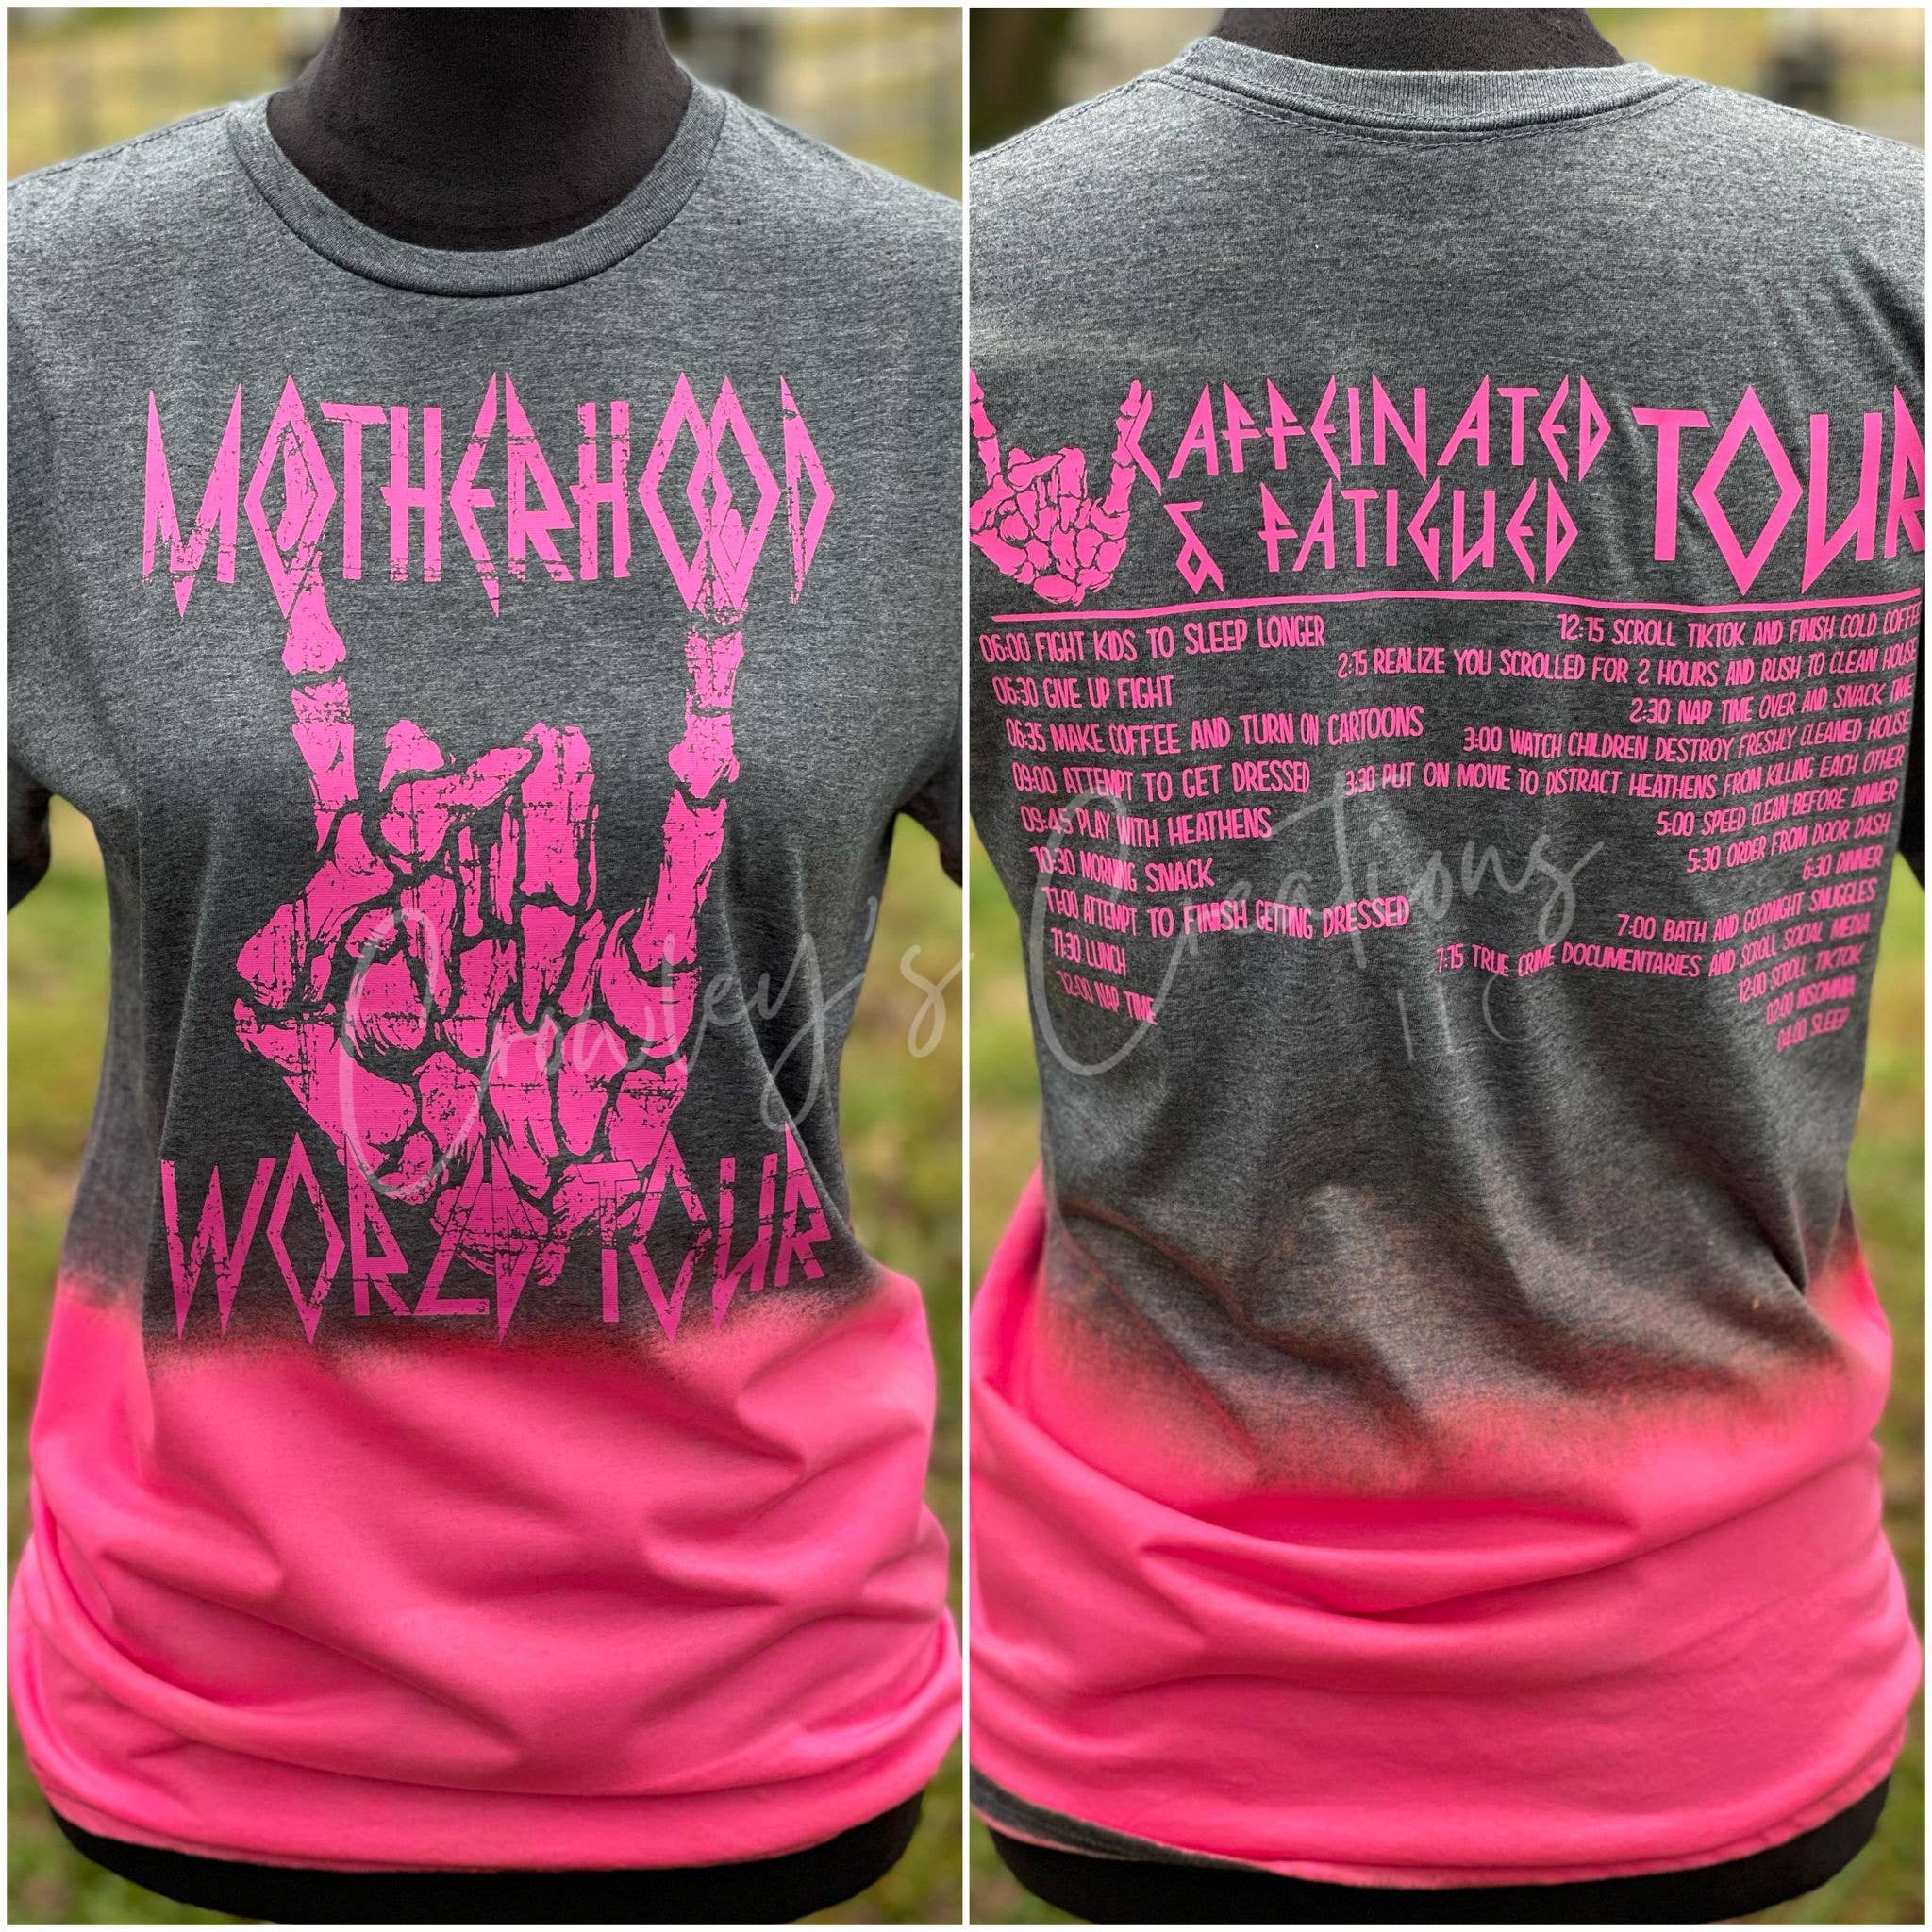 MOTHERHOOD
WORLD TOUR
CAFFEINATED
& FATIGUED
TOUR
06:00 FIGHT KIDS TO SLEEP LONGER
06:30 GIVE UP FIGHT
06:35 MAKE COFFEE AND TURN ON CARTOONS
09:00 ATTEMPT TO GET DRESSED
09:45 PLAY WITH HEATHENS
10:30 MORNING SNACK
11:00 ATTEMPT TO FINISH GETTING DRESSED
11:30 LUNCH
12:00 NAP TIME
12:15 SCROLL TIKTOK AND FINISH COLD COFFEE
2:15 REALIZE YOU SCROLLED FOR 2 HOURS AND RUSH TO CLEAN HOUSE
2:30 NAP TIME OVER AND SNACK TIME
3:00 WATCH CHILDREN DESTROY FRESHLY CLEANED HOUSE
3:30 PUT ON MOVIE TO DISTRACT HEATHENS FROM KILLING EACH OTHER
5:00 SPEED CLEAN BEFORE DINNER
5:30 ORDER FROM DOOR DASH
6:30 DINNER
7:00 BATH AND GOODNIGHT SNUGGLES
7:15 TRUE CRIME DOCUMENTARIES AND SCROLL SOCIAL MEDIA
12:00 SCROLL TIKTOK
02:00 INSOMNIA
04:00 SLEEP
Crowley's Creations
LLC